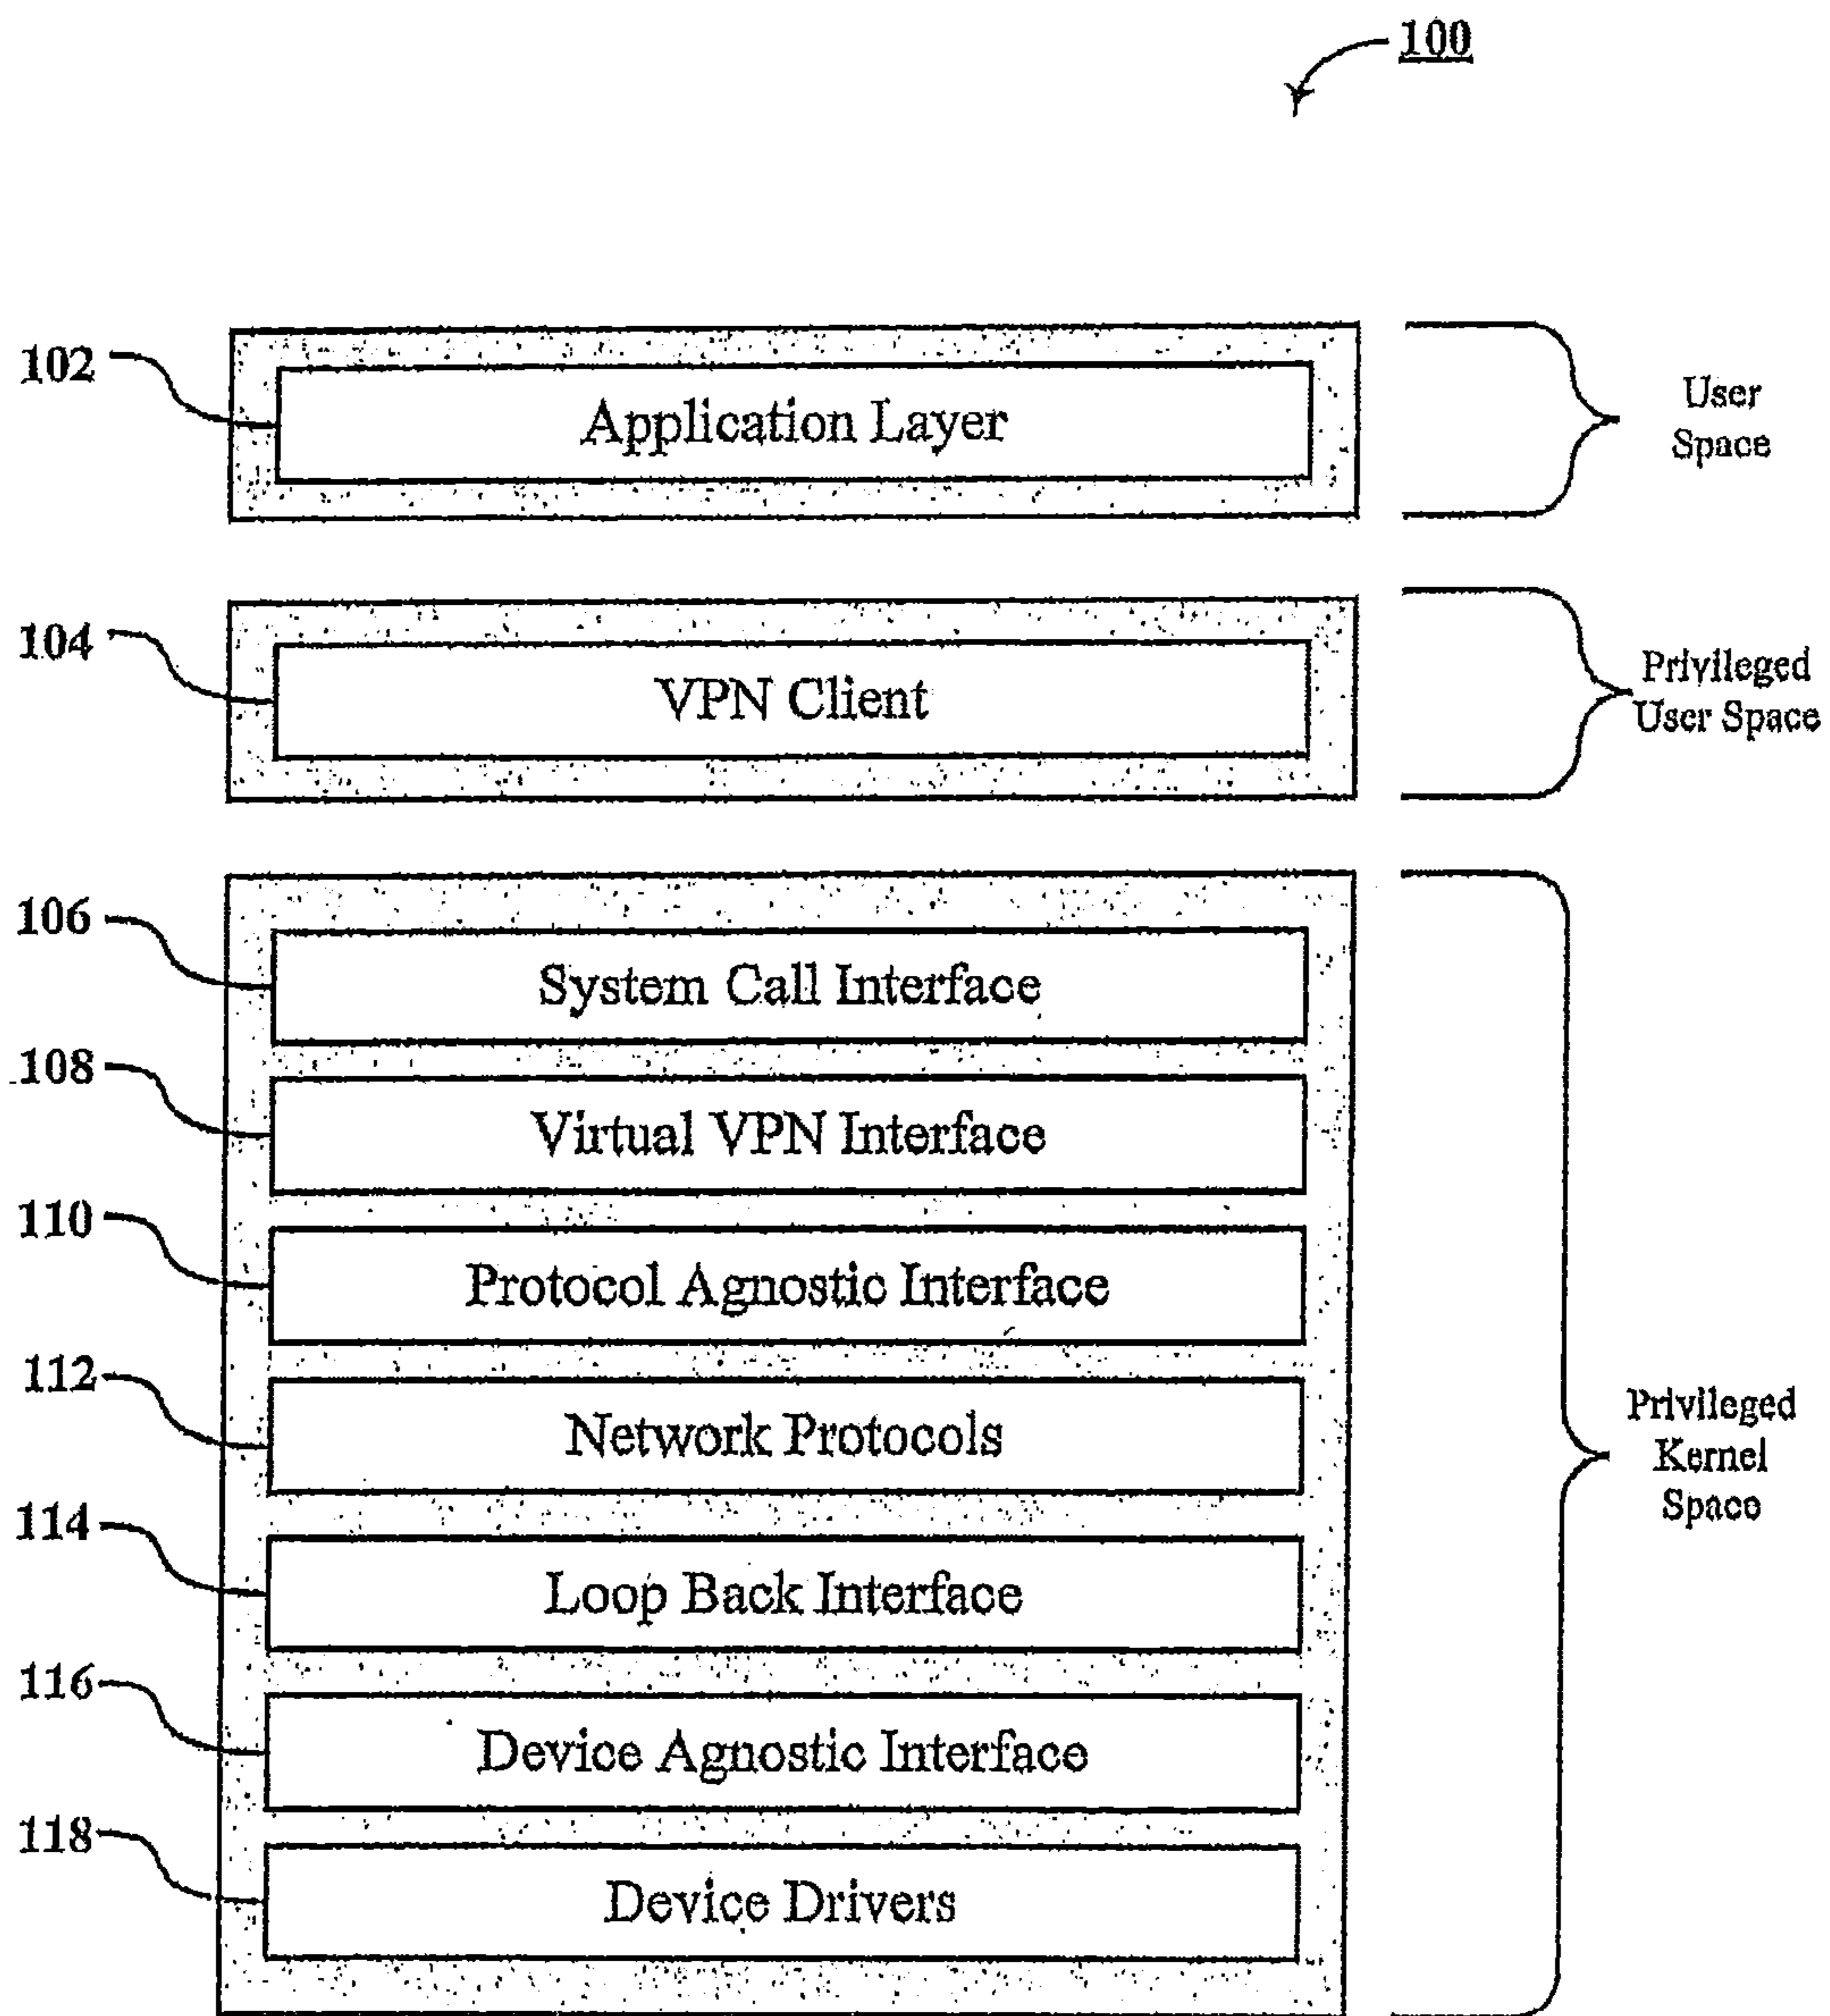 100
102
Application Layer
User
Space
104
VPN Client
Privileged
User Space
106
System Call Interface
108
Virtual VPN Interface
110
Protocol Agnostic Interface
112
Network Protocols
Privileged
Kernel
Space
114
Loop Back Interface
116
Device Agnostic Interface
118
Device Drivers